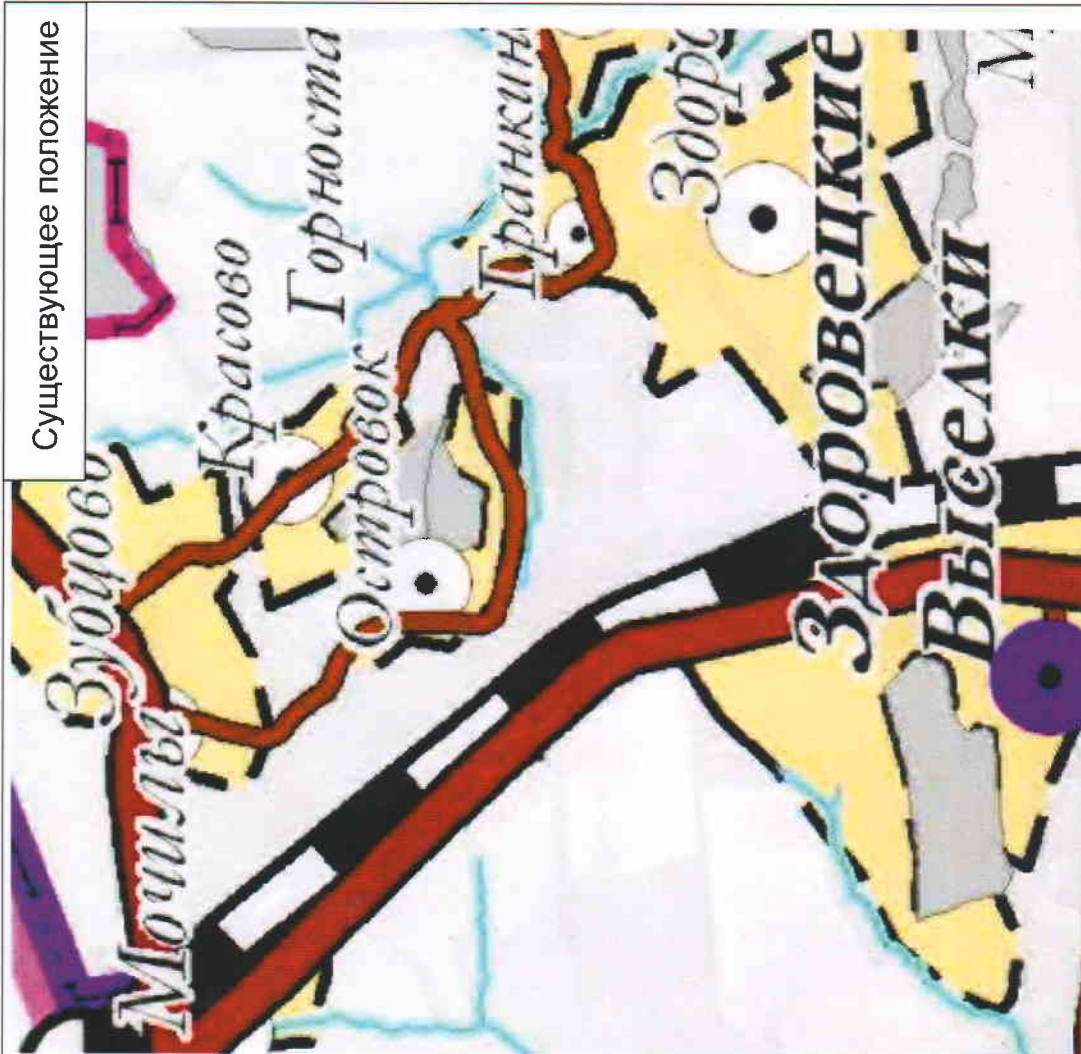 Существующее положение
Зубцово
Мочилы
Красово
Горноста
Островок
Гранкин
Здоро
Здоровецкие
Выселки
М